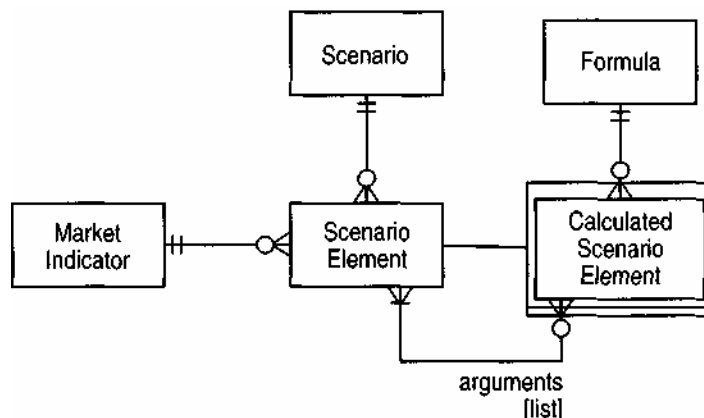 Scenario
Formula
Market
Indicator
Scenario
Element
Calculated
Scenario
Element
arguments
[list]